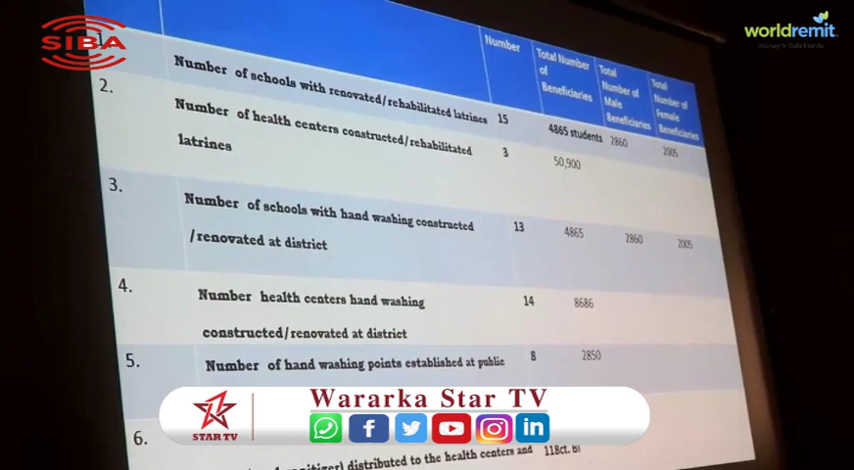 SIBA
worldremit
Number
Total Number
of
Beneficiaries
Total
Number of
Male
Beneficiaries
Total
Number of
Female
Beneficiaries
Number of schools with renovated/rehabilitated latrines 15 4865 students 2860 2005
2. Number of health centers constructed/rehabilitated 3 50,900
latrines
3. Number of schools with hand washing constructed 13 4865 2860 2005
/renovated at district
4. Number health centers hand washing 14 8686
constructed/renovated at district
5. Number of hand washing points established at public 8 2850
Wararka Star TV
STAR TV
6.
distributed to the health centers and 118ct.